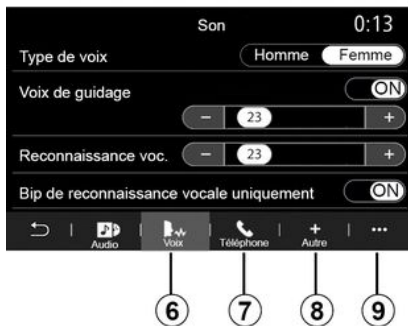 Son 0:13
Type de voix Homme Femme
Voix de guidage ON
– 23 +
Reconnaissance voc. – 23 +
Bip de reconnaissance vocale uniquement ON
Audio Voix Téléphone + Autre ...
6 7 8 9